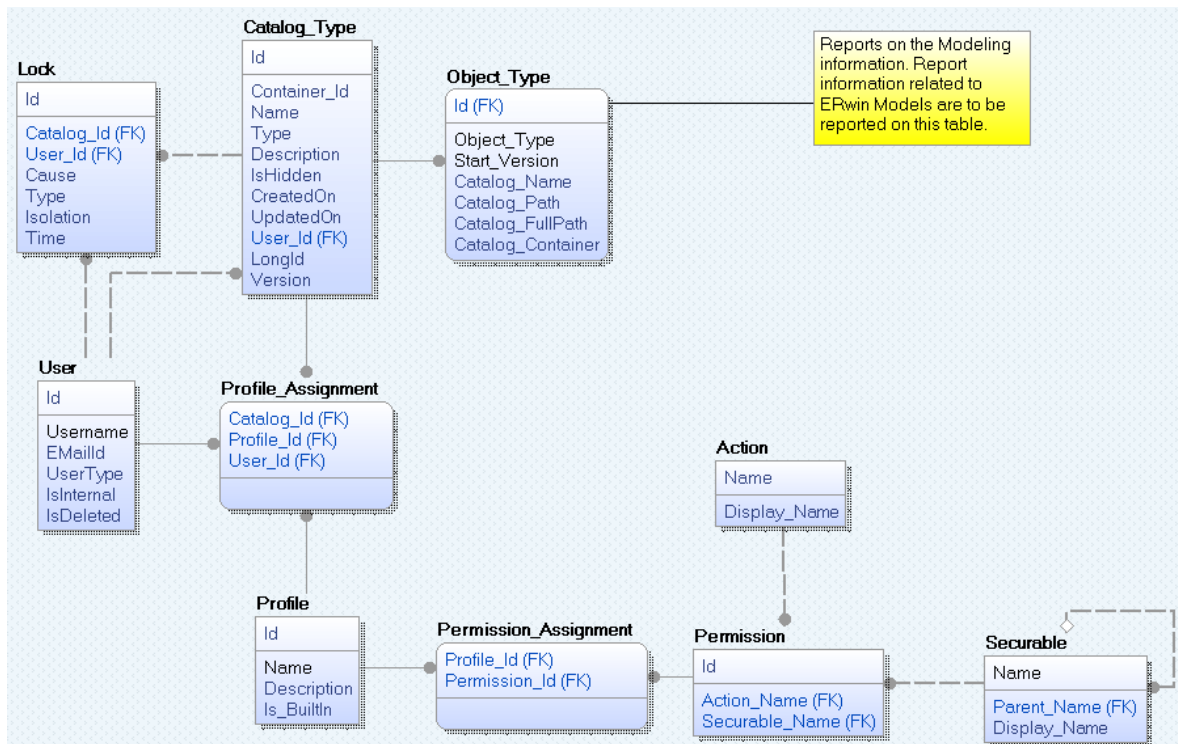 Catalog_Type
Id
Container_Id
Name
Type
Description
IsHidden
CreatedOn
UpdatedOn
User_Id (FK)
LongId
Version
Lock
Id
Catalog_Id (FK)
User_Id (FK)
Cause
Type
Isolation
Time
Object_Type
Id (FK)
Object_Type
Start_Version
Catalog_Name
Catalog_Path
Catalog_FullPath
Catalog_Container
Reports on the Modeling
information. Report
information related to
ERwin Models are to be
reported on this table.
User
Id
Username
EMailId
UserType
IsInternal
IsDeleted
Profile_Assignment
Catalog_Id (FK)
Profile_Id (FK)
User_Id (FK)
Action
Name
Display_Name
Profile
Id
Name
Description
Is_BuiltIn
Permission_Assignment
Profile_Id (FK)
Permission_Id (FK)
Permission
Id
Action_Name (FK)
Securable_Name (FK)
Securable
Name
Parent_Name (FK)
Display_Name